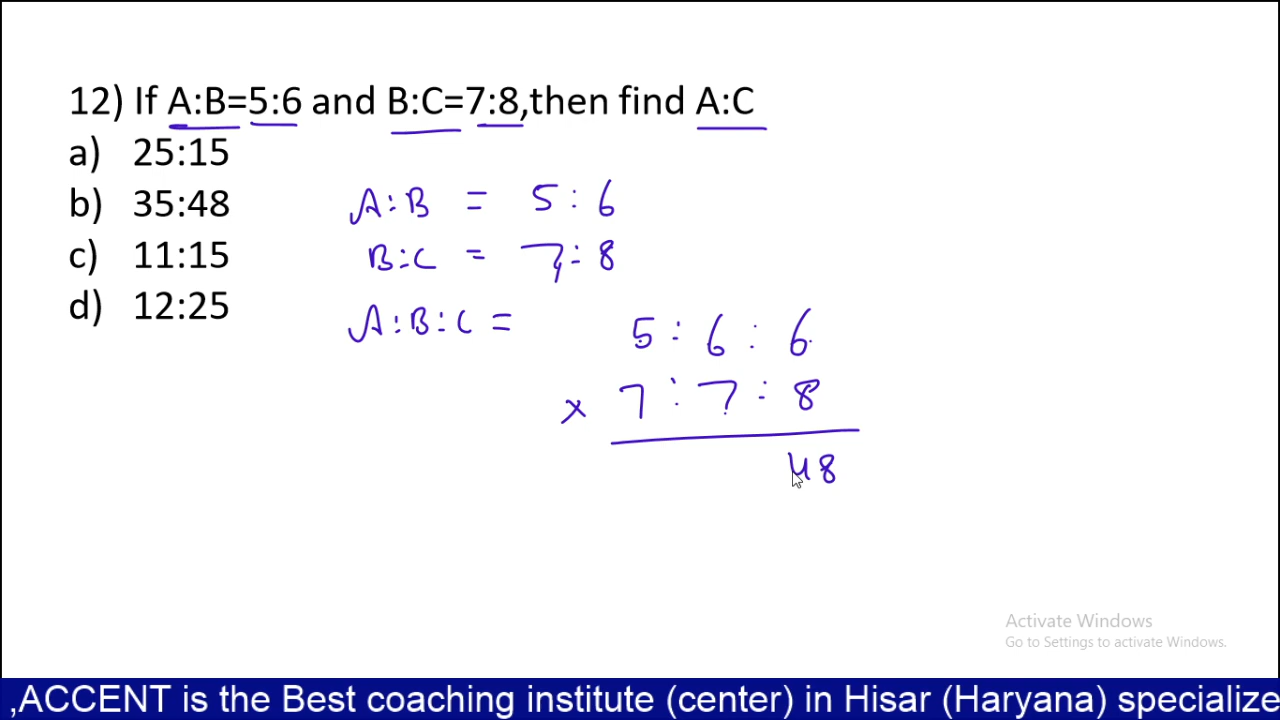 12) If A:B=5:6 and B:C=7:8,then find A:C
a) 25:15
b) 35:48
c) 11:15
d) 12:25
A:B = 5:6
B:C = 7:8
A:B:C = 5:6:6
x 7:7:8
48
Activate Windows
Go to Settings to activate Windows.
,ACCENT is the Best coaching institute (center) in Hisar (Haryana) specialize